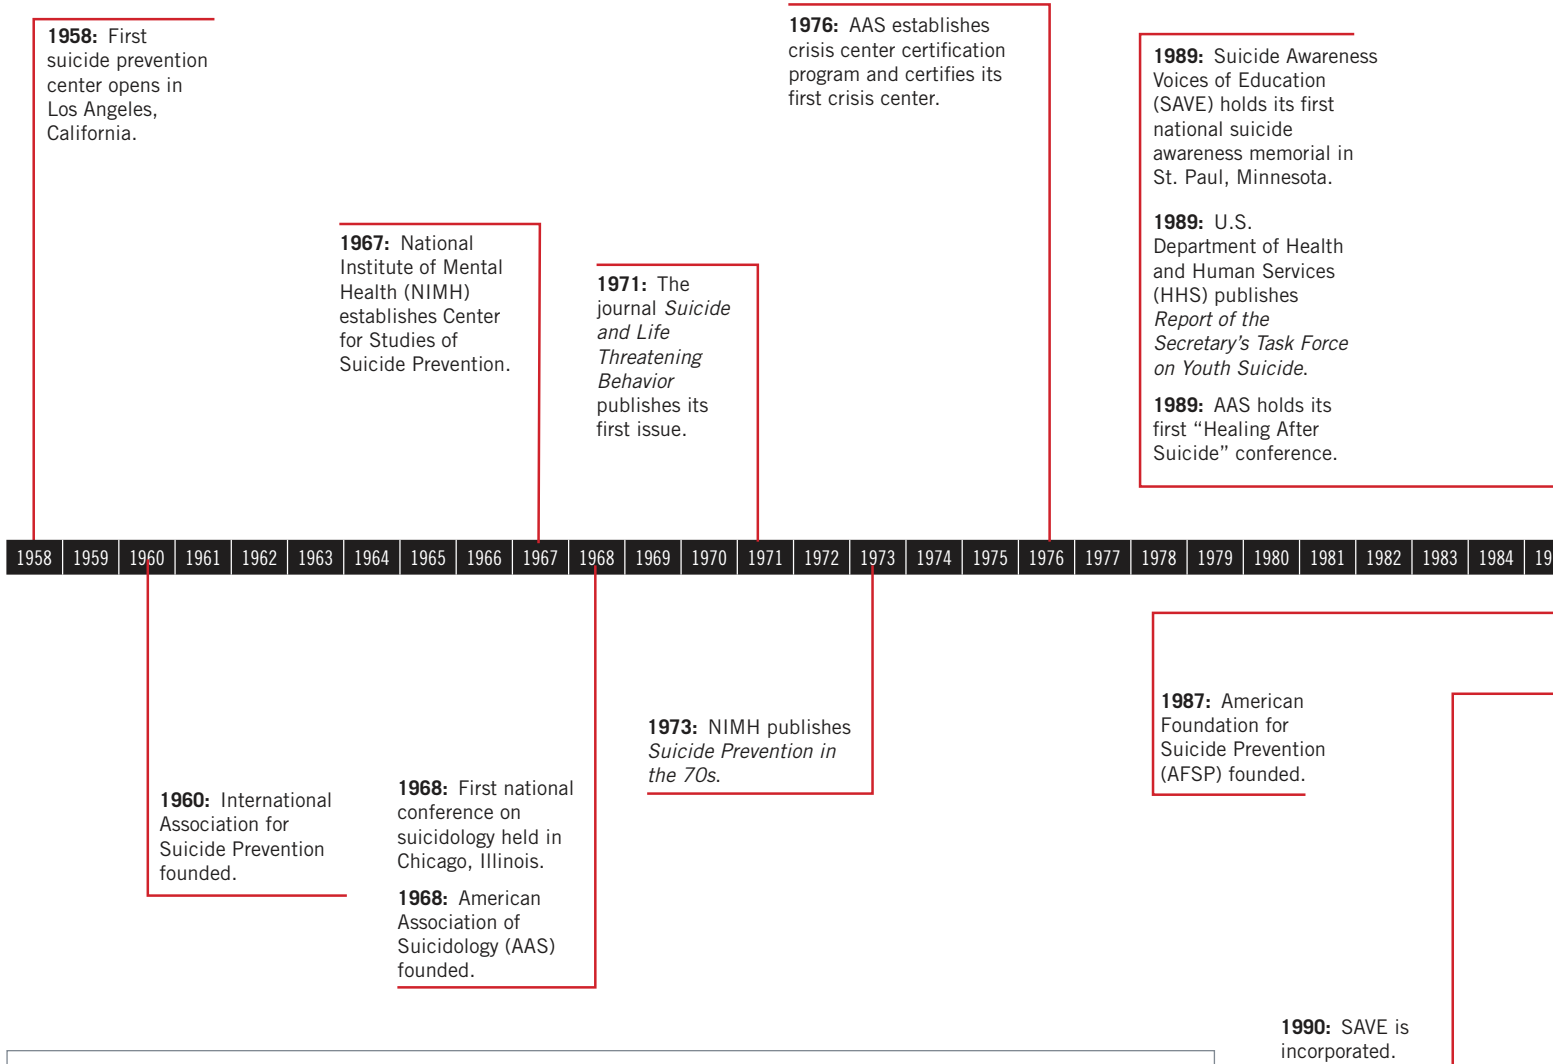 1958: First
suicide prevention
center opens in
Los Angeles,
California.
1967: National
Institute of Mental
Health (NIMH)
establishes Center
for Studies of
Suicide Prevention.
1971: The
journal Suicide
and Life
Threatening
Behavior
publishes its
first issue.
1976: AAS establishes
crisis center certification
program and certifies its
first crisis center.
1989: Suicide Awareness
Voices of Education
(SAVE) holds its first
national suicide
awareness memorial in
St. Paul, Minnesota.
1989: U.S.
Department of Health
and Human Services
(HHS) publishes
Report of the
Secretary’s Task Force
on Youth Suicide.
1989: AAS holds its
first “Healing After
Suicide” conference.
1958 1959 1960 1961 1962 1963 1964 1965 1966 1967 1968 1969 1970 1971 1972 1973 1974 1975 1976 1977 1978 1979 1980 1981 1982 1983 1984 19
1960: International
Association for
Suicide Prevention
founded.
1968: First national
conference on
suicidology held in
Chicago, Illinois.
1968: American
Association of
Suicidology (AAS)
founded.
1973: NIMH publishes
Suicide Prevention in
the 70s.
1987: American
Foundation for
Suicide Prevention
(AFSP) founded.
1990: SAVE is
incorporated.